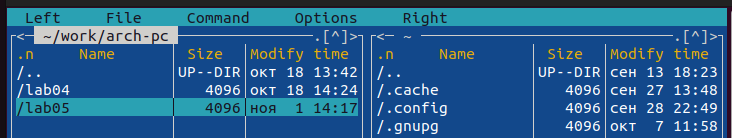 Left     File     Command     Options     Right
<─ ~/work/arch-pc ─.[^]>  <─ ~ ─.[^]>
.n     Name     Size     Modify time     .n     Name     Size     Modify time
/..     UP--DIR     окт 18 13:42     /..     UP--DIR     сен 13 18:23
/lab04     4096     окт 18 14:24     /.cache     4096     сен 27 13:48
/lab05     4096     ноя  1 14:17     /.config     4096     сен 28 22:49
/.gnupg     4096     окт  7 11:58